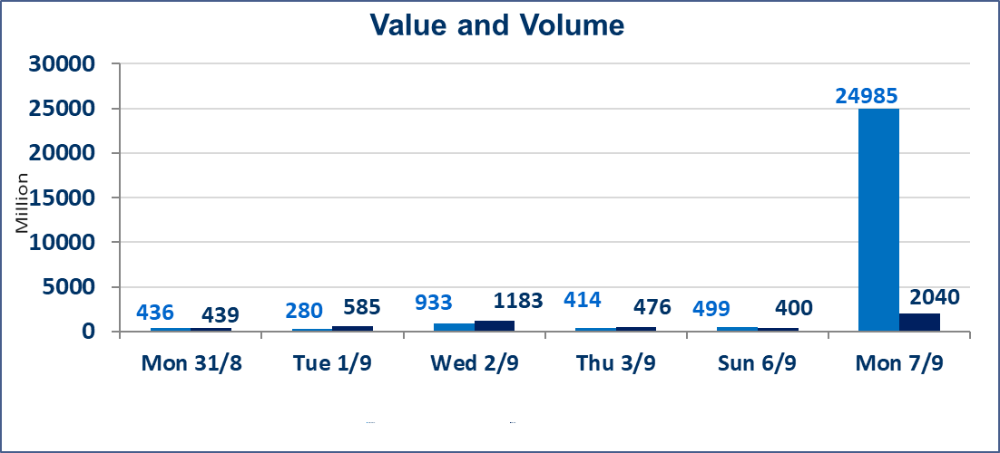 Value and Volume
30000
25000
20000
15000
10000
5000
0
Million
436
439
280
585
933
1183
414
476
499
400
24985
2040
Mon 31/8
Tue 1/9
Wed 2/9
Thu 3/9
Sun 6/9
Mon 7/9